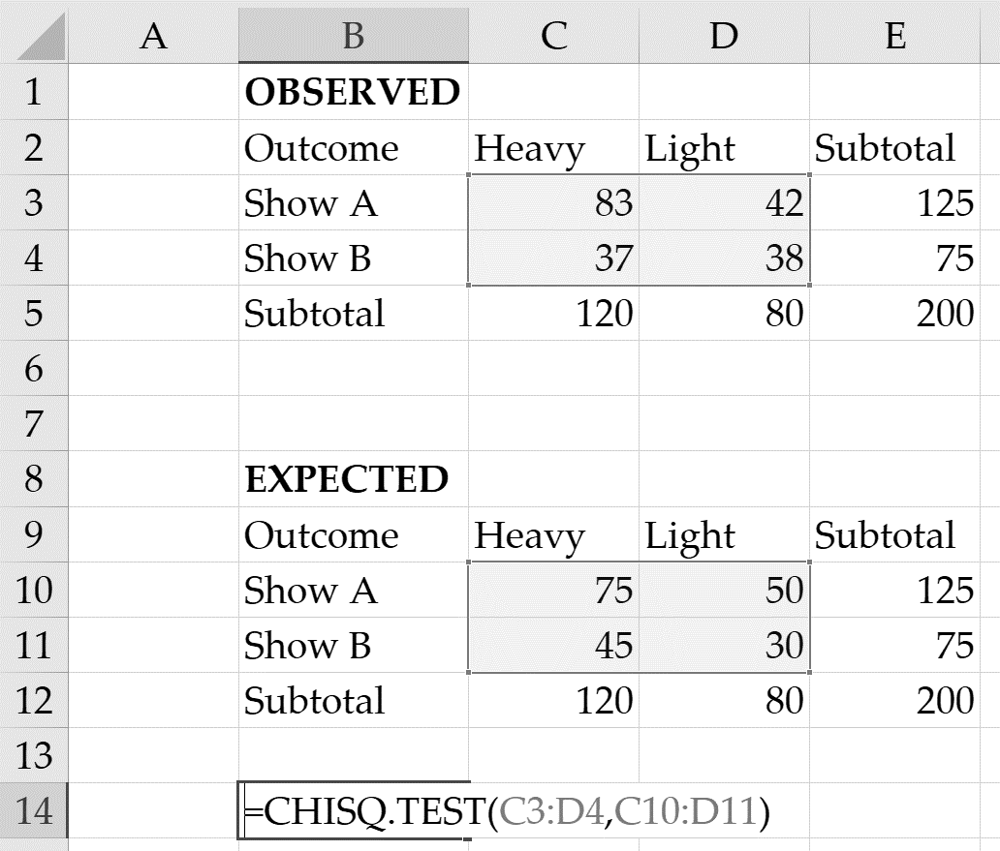 A B C D E
1 OBSERVED
2 Outcome Heavy Light Subtotal
3 Show A 83 42 125
4 Show B 37 38 75
5 Subtotal 120 80 200
6
7
8 EXPECTED
9 Outcome Heavy Light Subtotal
10 Show A 75 50 125
11 Show B 45 30 75
12 Subtotal 120 80 200
13
14 =CHISQ.TEST(C3:D4,C10:D11)